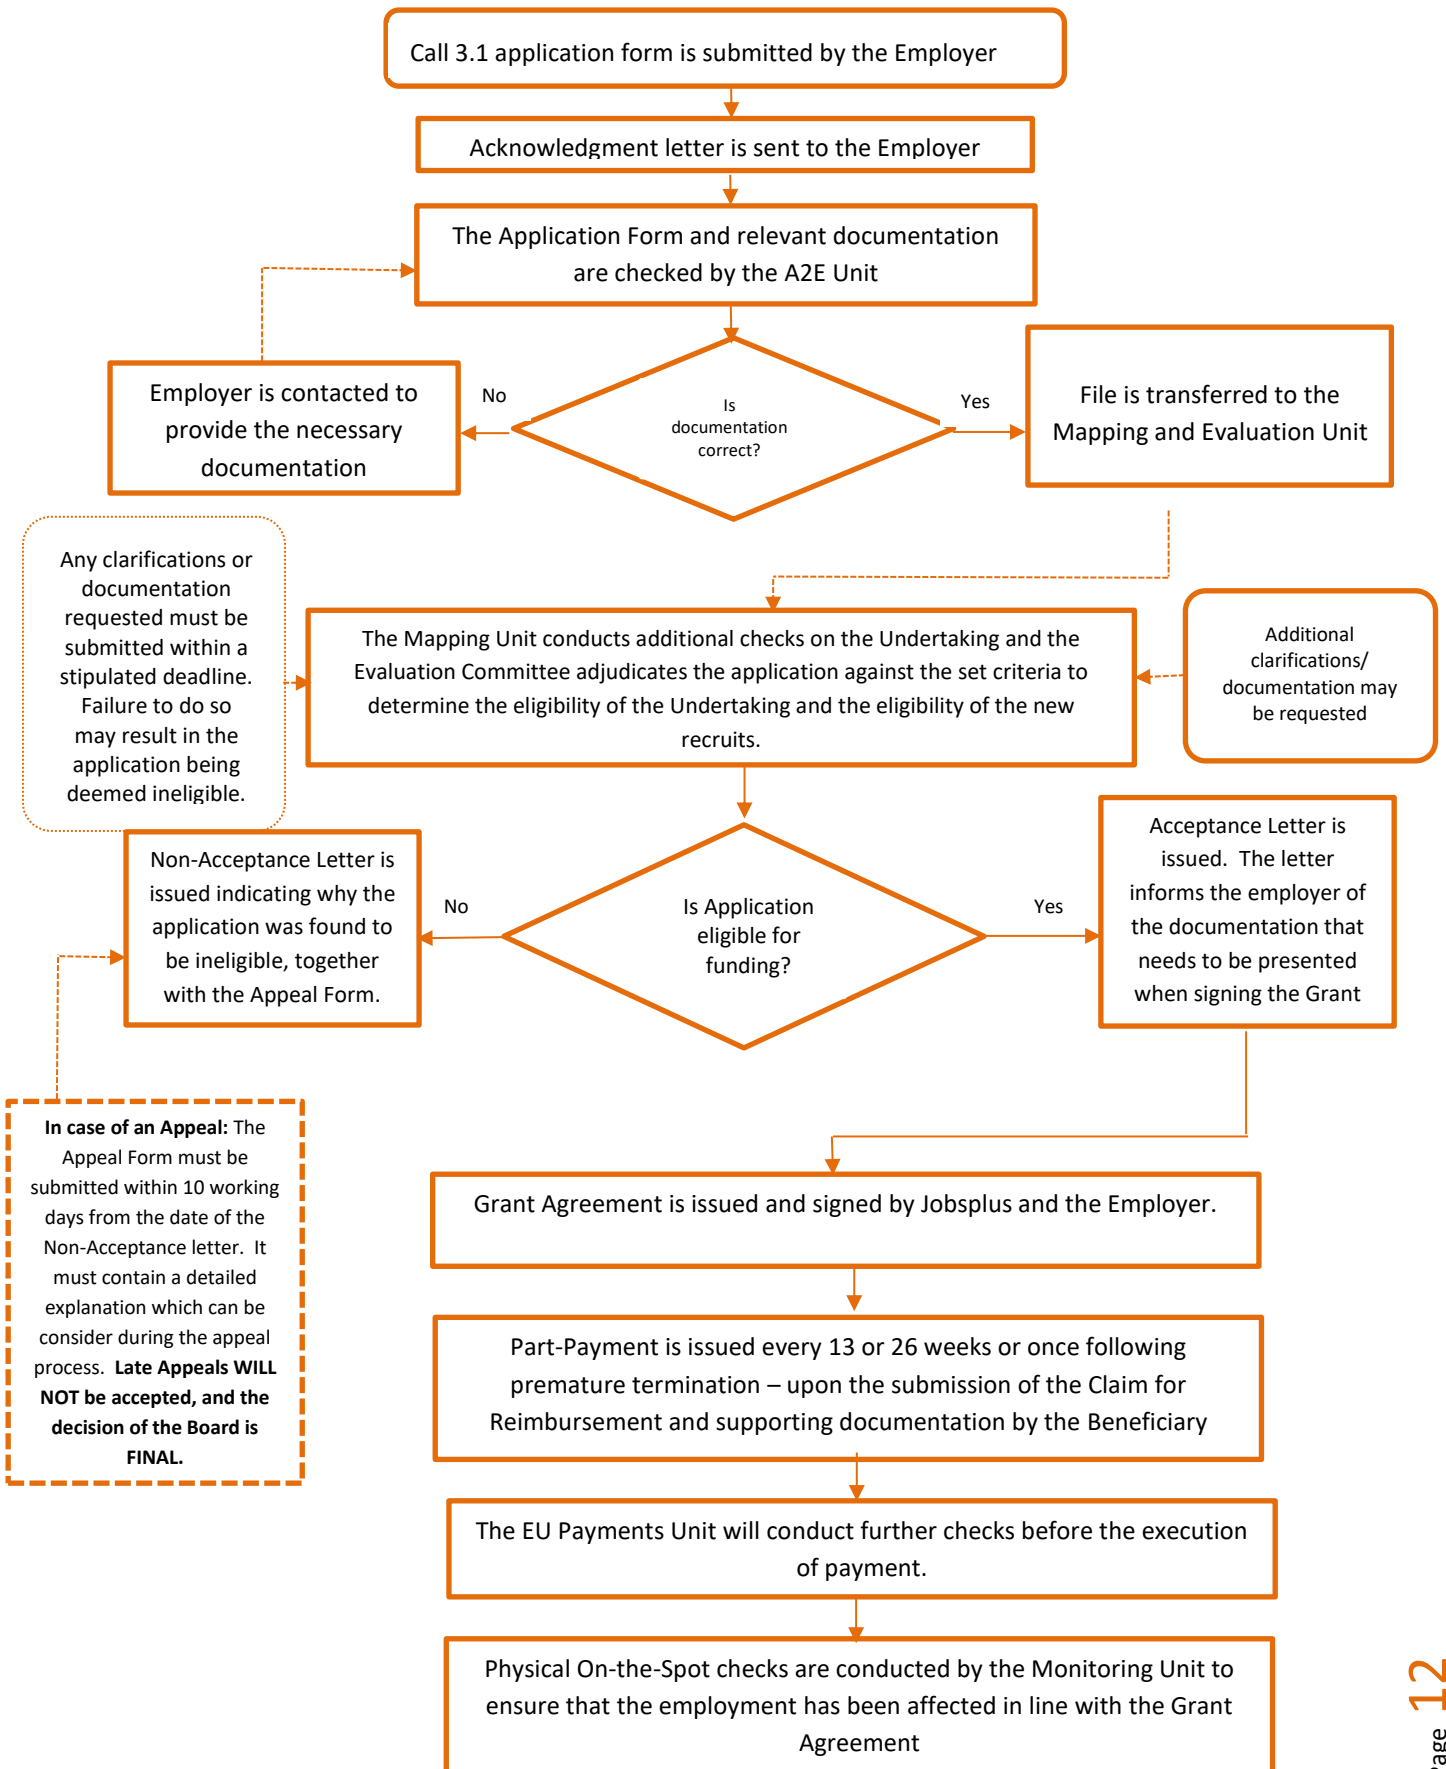 Call 3.1 application form is submitted by the Employer
Acknowledgment letter is sent to the Employer
The Application Form and relevant documentation
are checked by the A2E Unit
Is
documentation
correct?
No
Yes
Employer is contacted to
provide the necessary
documentation
File is transferred to the
Mapping and Evaluation Unit
Any clarifications or
documentation
requested must be
submitted within a
stipulated deadline.
Failure to do so
may result in the
application being
deemed ineligible.
The Mapping Unit conducts additional checks on the Undertaking and the
Evaluation Committee adjudicates the application against the set criteria to
determine the eligibility of the Undertaking and the eligibility of the new
recruits.
Additional
clarifications/
documentation may
be requested
Non-Acceptance Letter is
issued indicating why the
application was found to
be ineligible, together
with the Appeal Form.
No
Is Application
eligible for
funding?
Yes
Acceptance Letter is
issued. The letter
informs the employer of
the documentation that
needs to be presented
when signing the Grant
In case of an Appeal: The
Appeal Form must be
submitted within 10 working
days from the date of the
Non-Acceptance letter. It
must contain a detailed
explanation which can be
consider during the appeal
process. Late Appeals WILL
NOT be accepted, and the
decision of the Board is
FINAL.
Grant Agreement is issued and signed by Jobsplus and the Employer.
Part-Payment is issued every 13 or 26 weeks or once following
premature termination – upon the submission of the Claim for
Reimbursement and supporting documentation by the Beneficiary
The EU Payments Unit will conduct further checks before the execution
of payment.
Physical On-the-Spot checks are conducted by the Monitoring Unit to
ensure that the employment has been affected in line with the Grant
Agreement
Page 12